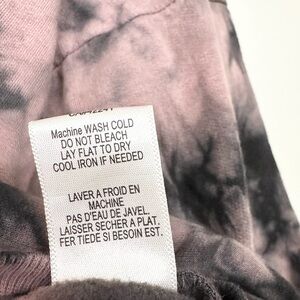 Machine WASH COLD
DO NOT BLEACH
LAY FLAT TO DRY
COOL IRON IF NEEDED
LAVER A FROID EN
MACHINE
PAS D'EAU DE JAVEL.
LAISSER SECHER A PLAT.
FER TIEDE SI BESOIN EST.